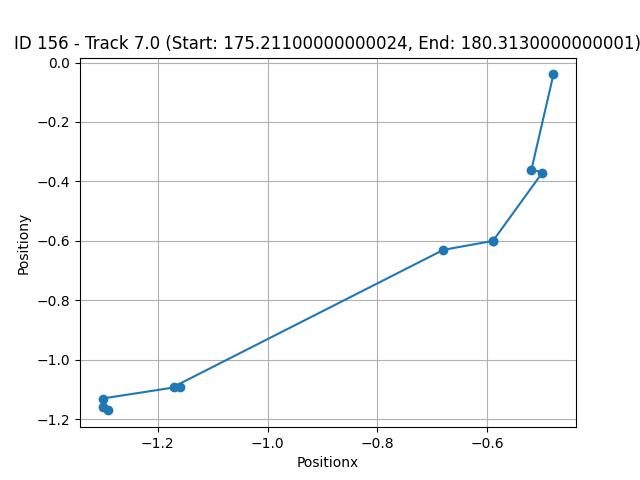 ID 156 - Track 7.0 (Start: 175.21100000000024, End: 180.3130000000001)
0.0
−0.2
−0.4
−0.6
−0.8
−1.0
−1.2
Positiony
−1.2 −1.0 −0.8 −0.6
Positionx